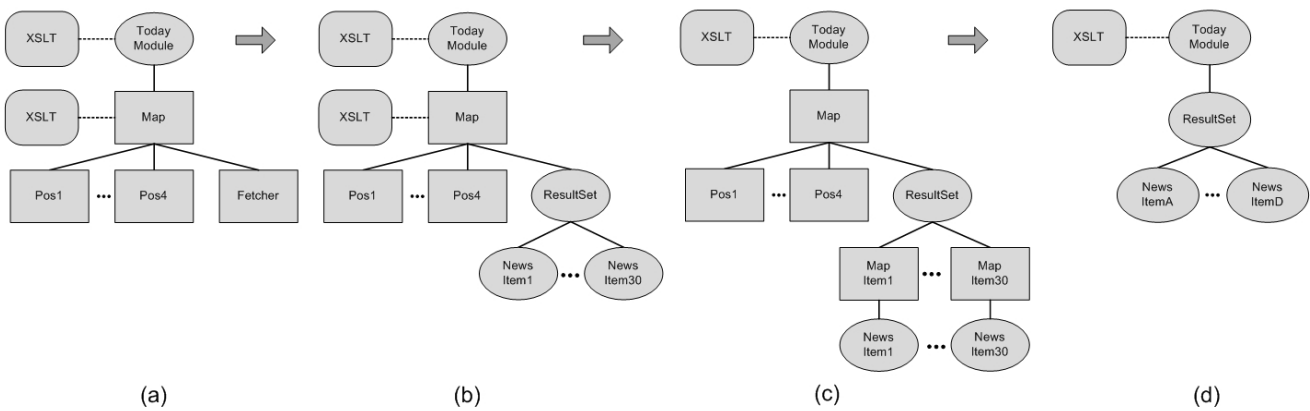 XSLT
Today
Module
XSLT
Map
Pos1
...
Pos4
Fetcher
(a)
XSLT
Today
Module
XSLT
Map
Pos1
...
Pos4
ResultSet
News
Item1
...
News
Item30
(b)
XSLT
Today
Module
Map
Pos1
...
Pos4
ResultSet
Map
Item1
...
Map
Item30
News
Item1
...
News
Item30
(c)
XSLT
Today
Module
ResultSet
News
ItemA
...
News
ItemD
(d)